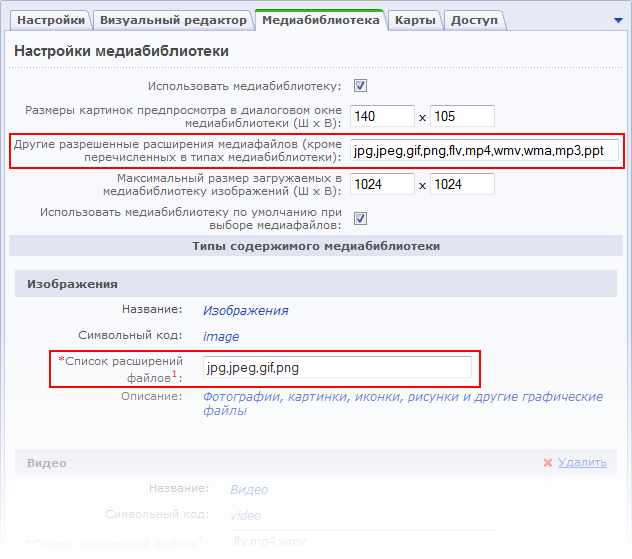 Настройки Визуальный редактор Медиабиблиотека Карты Доступ
Настройки медиабиблиотеки
Использовать медиабиблиотеку:
Размеры картинок предпросмотра в диалоговом окне
медиабиблиотеки (Ш x В): 140 x 105
Другие разрешенные расширения медиафайлов (кроме
перечисленных в типах медиабиблиотеки): jpg,jpeg,gif,png,flv,mp4,wmv,wma,mp3,ppt
Максимальный размер загружаемых в
медиабиблиотеку изображений (Ш x В): 1024 x 1024
Использовать медиабиблиотеку по умолчанию при
выборе медиафайлов:
Типы содержимого медиабиблиотеки
Изображения
Название: Изображения
Символьный код: image
*Список расширений
файлов1: jpg,jpeg,gif,png
Описание: Фотографии, картинки, иконки, рисунки и другие графические
файлы
Видео Удалить
Название: Видео
Символьный код: video
*Список расширений файлов1: flv,mp4,wmv